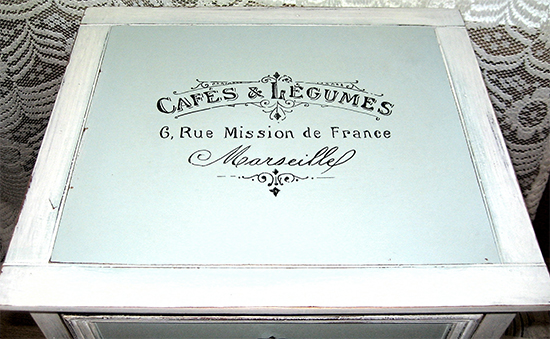 CAFÉS & LÉGUMES
6, Rue Mission de France
Marseille